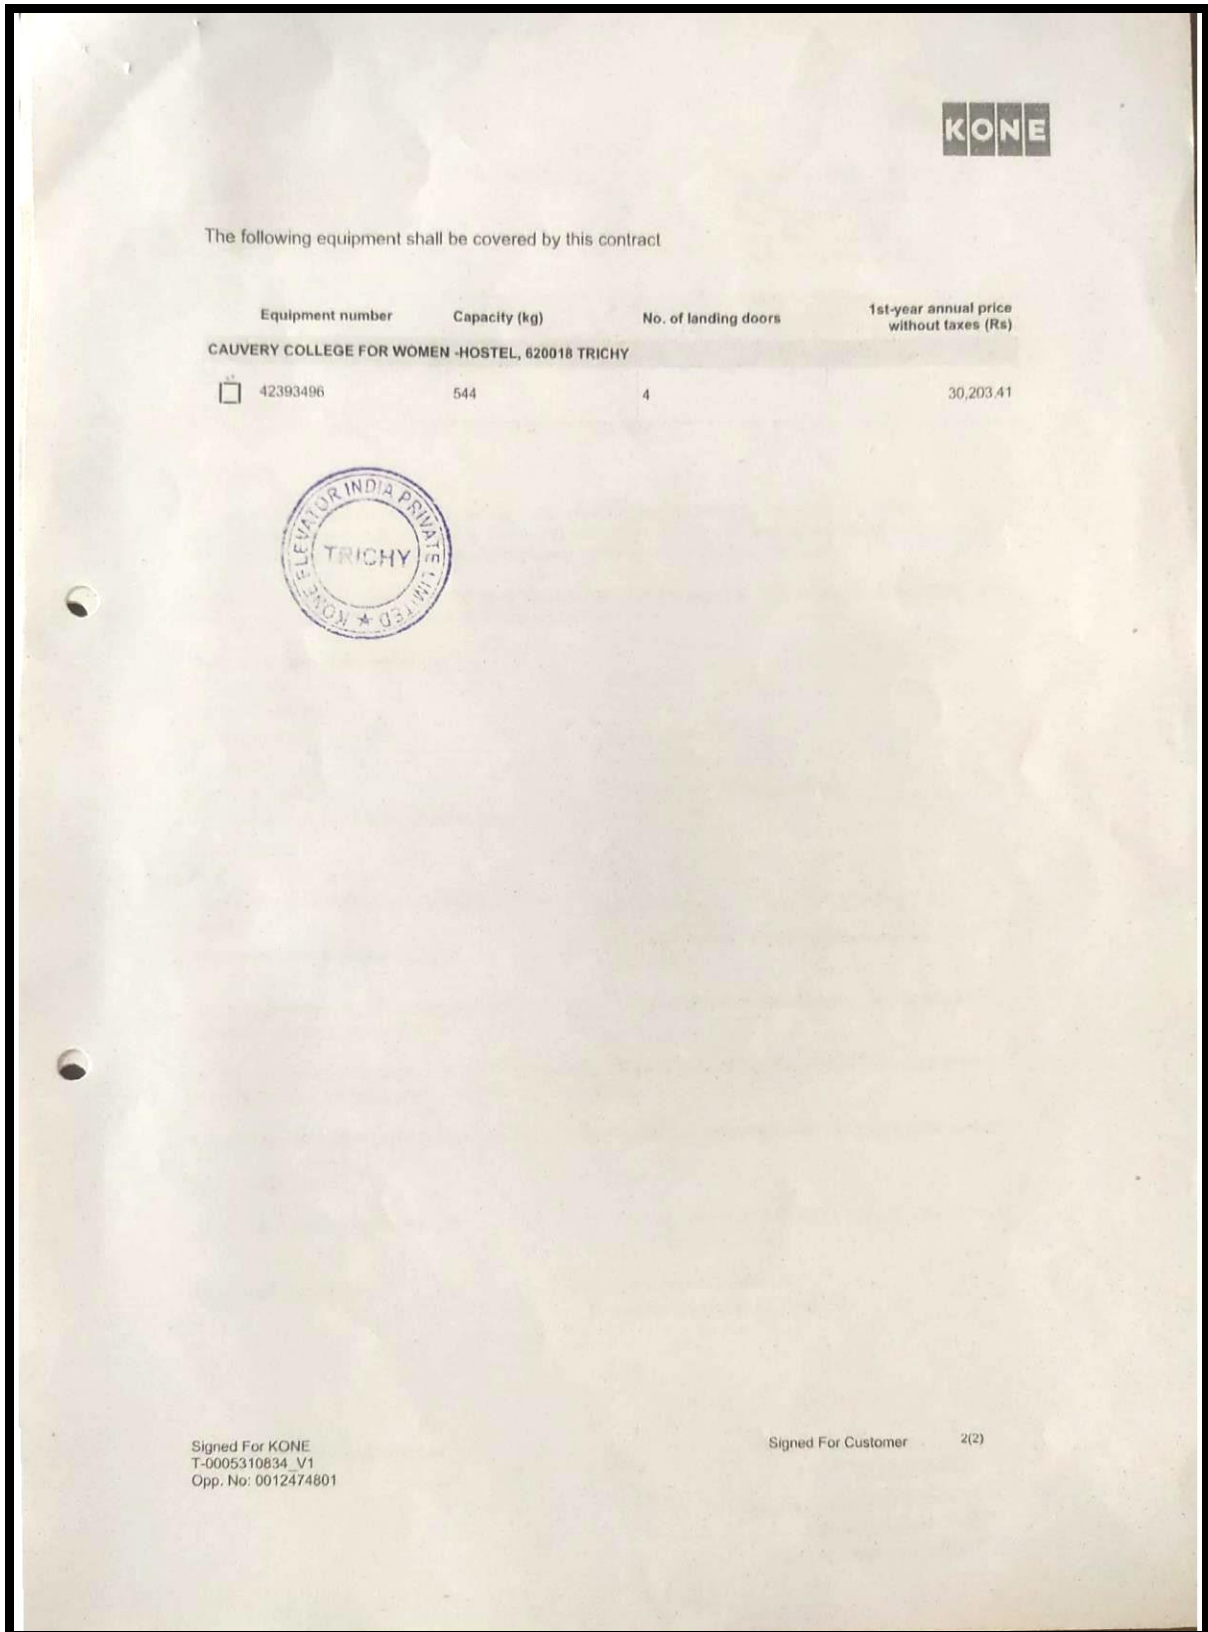 KONE
The following equipment shall be covered by this contract
Equipment number Capacity (kg) No. of landing doors 1st-year annual price
without taxes (Rs)
CAUVERY COLLEGE FOR WOMEN -HOSTEL, 620018 TRICHY
42393496 544 4 30,203.41
KONE ELEVATOR INDIA PRIVATE LIMITED
TRICHY
Signed For KONE
T-0005310834_V1
Opp. No: 0012474801
Signed For Customer 2(2)